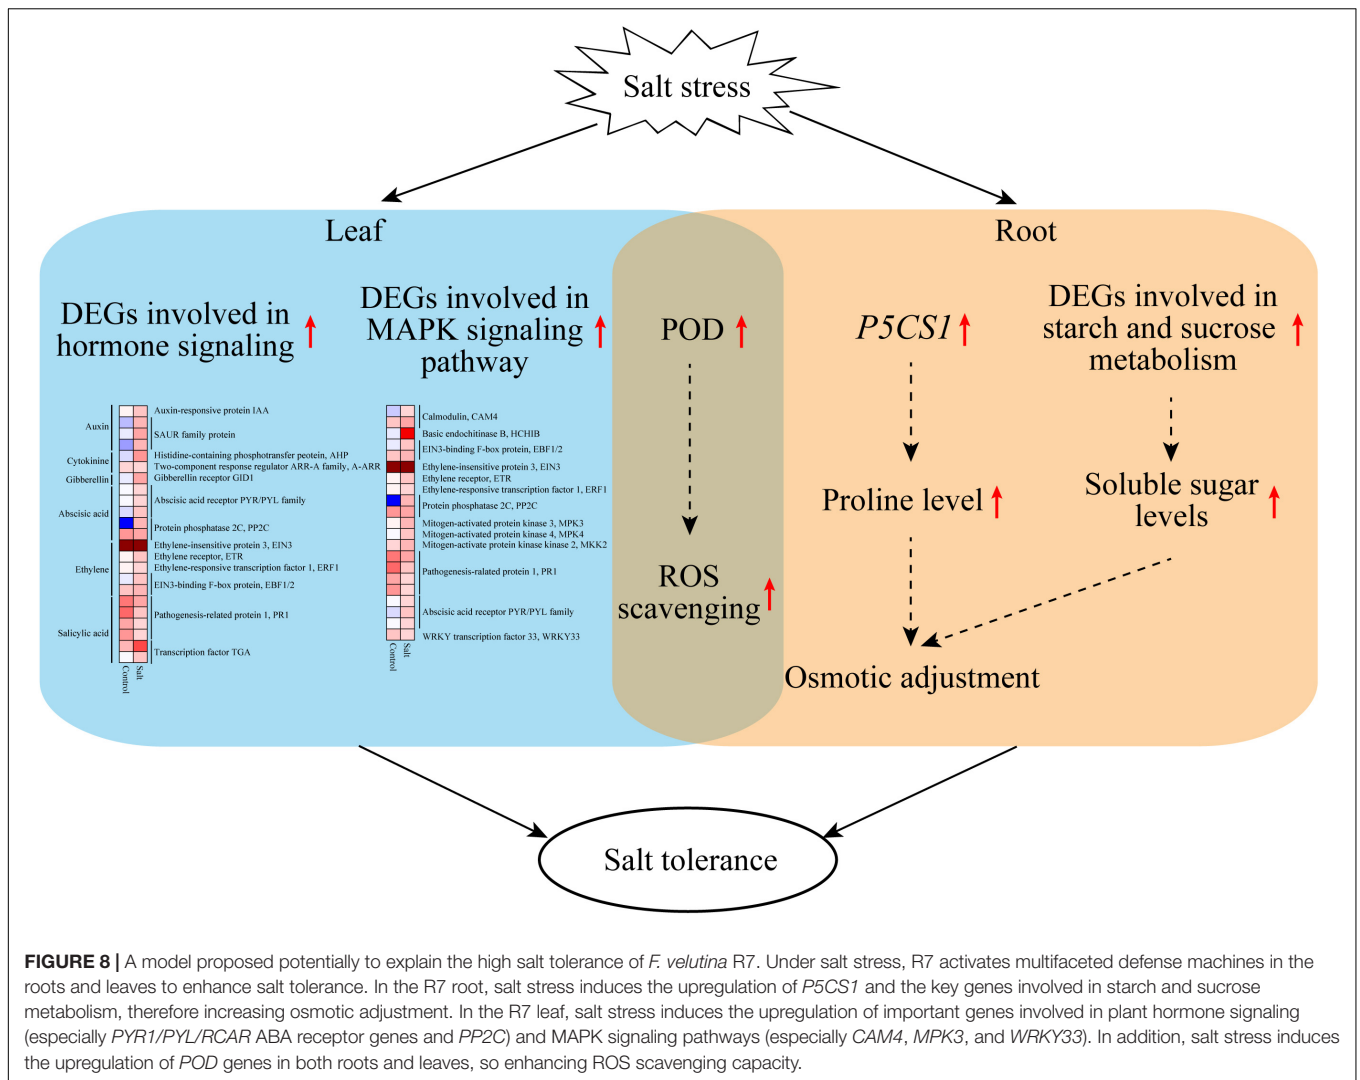 Salt stress
Leaf
Root
DEGs involved in
hormone signaling
DEGs involved in
MAPK signaling
pathway
POD
P5CS1
DEGs involved in
starch and sucrose
metabolism
Auxin
Cytokinine
Gibberellin
Abscisic acid
Ethylene
Salicylic acid
Auxin-responsive protein IAA
SAUR family protein
Histidine-containing phosphotransfer peotein, AHP
Two-component response regulator ARR-A family, A-ARR
Gibberellin receptor GID1
Abscisic acid receptor PYR/PYL family
Protein phosphatase 2C, PP2C
Ethylene-insensitive protein 3, EIN3
Ethylene receptor, ETR
Ethylene-responsive transcription factor 1, ERF1
EIN3-binding F-box protein, EBF1/2
Pathogenesis-related protein 1, PR1
Transcription factor TGA
Control
Salt
Calmodulin, CAM4
Basic endochitinase B, HCHIB
EIN3-binding F-box protein, EBF1/2
Ethylene-insensitive protein 3, EIN3
Ethylene receptor, ETR
Ethylene-responsive transcription factor 1, ERF1
Protein phosphatase 2C, PP2C
Mitogen-activated protein kinase 3, MPK3
Mitogen-activated protein kinase 4, MPK4
Mitogen-activate protein kinase kinase 2, MKK2
Pathogenesis-ralated protein 1, PR1
Abscisic acid receptor PYR/PYL family
WRKY transcription factor 33, WRKY33
Control
Salt
ROS
scavenging
Proline level
Soluble sugar
levels
Osmotic adjustment
Salt tolerance
FIGURE 8 | A model proposed potentially to explain the high salt tolerance of F. velutina R7. Under salt stress, R7 activates multifaceted defense machines in the
roots and leaves to enhance salt tolerance. In the R7 root, salt stress induces the upregulation of P5CS1 and the key genes involved in starch and sucrose
metabolism, therefore increasing osmotic adjustment. In the R7 leaf, salt stress induces the upregulation of important genes involved in plant hormone signaling
(especially PYR1/PYL/RCAR ABA receptor genes and PP2C) and MAPK signaling pathways (especially CAM4, MPK3, and WRKY33). In addition, salt stress induces
the upregulation of POD genes in both roots and leaves, so enhancing ROS scavenging capacity.